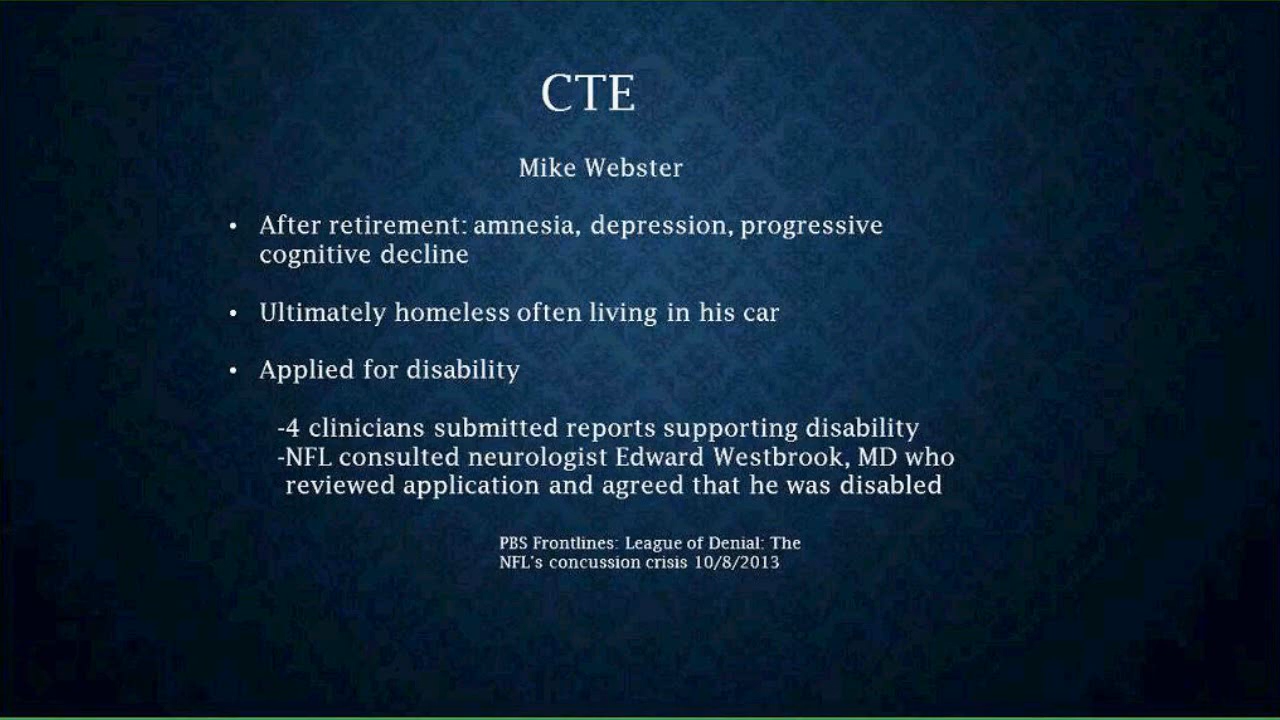 CTE
Mike Webster
• After retirement: amnesia, depression, progressive
cognitive decline
• Ultimately homeless often living in his car
• Applied for disability
-4 clinicians submitted reports supporting disability
-NFL consulted neurologist Edward Westbrook, MD who
reviewed application and agreed that he was disabled
PBS Frontlines: League of Denial: The
NFL's concussion crisis 10/8/2013